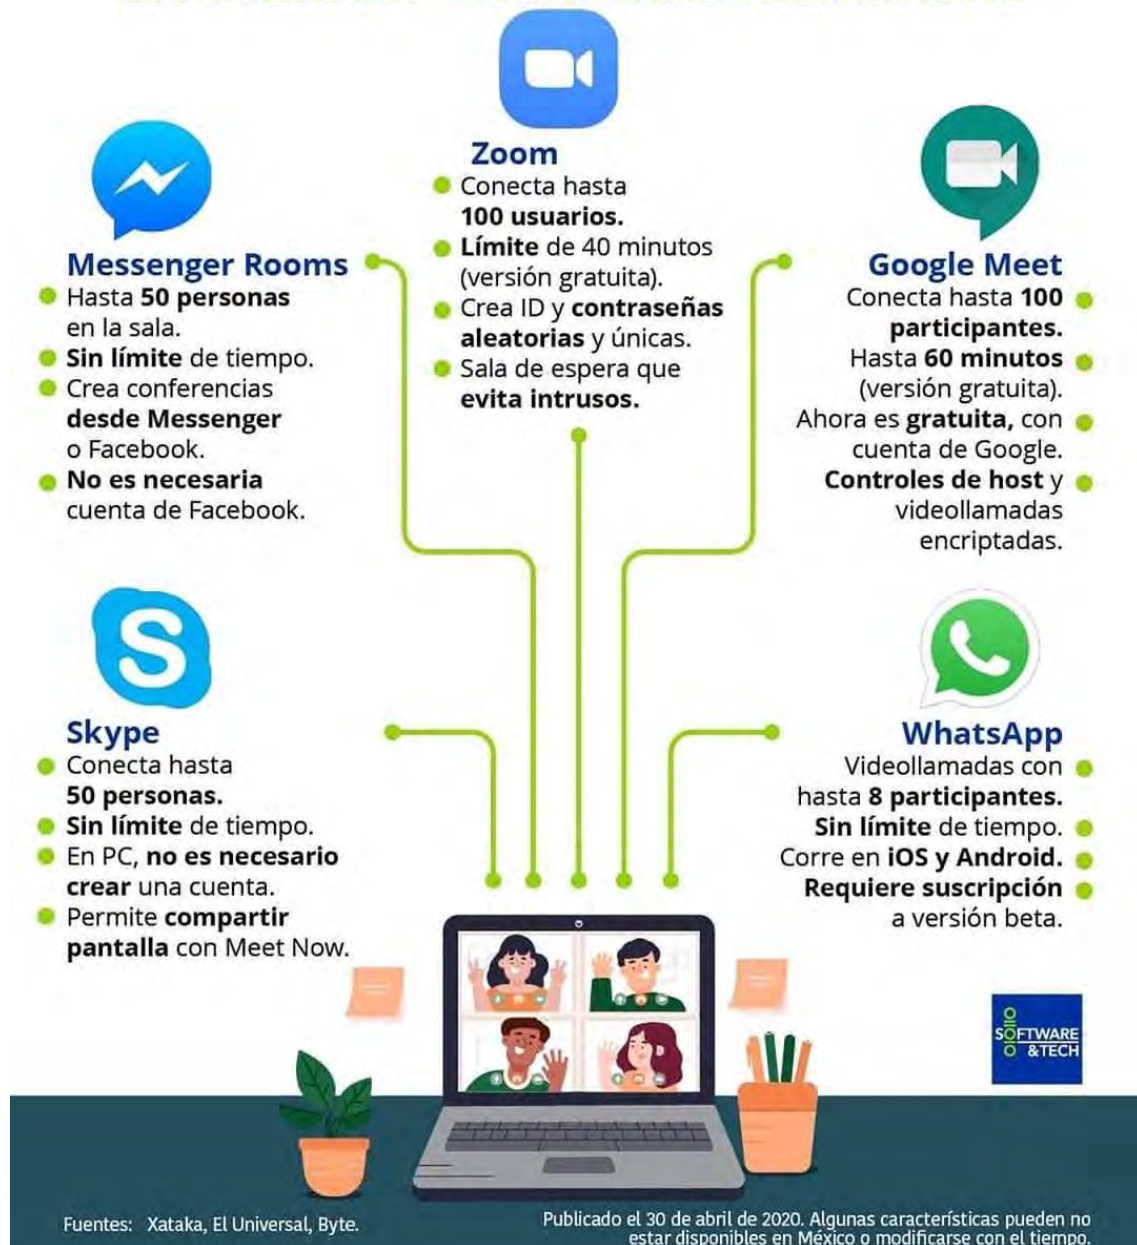 Zoom
Conecta hasta
100 usuarios.
Límite de 40 minutos
(versión gratuita).
Crea ID y contraseñas
aleatorias y únicas.
Sala de espera que
evita intrusos.
Messenger Rooms
Hasta 50 personas
en la sala.
Sin límite de tiempo.
Crea conferencias
desde Messenger
o Facebook.
No es necesaria
cuenta de Facebook.
Google Meet
Conecta hasta 100
participantes.
Hasta 60 minutos
(versión gratuita).
Ahora es gratuita, con
cuenta de Google.
Controles de host y
videollamadas
encriptadas.
Skype
Conecta hasta
50 personas.
Sin límite de tiempo.
En PC, no es necesario
crear una cuenta.
Permite compartir
pantalla con Meet Now.
WhatsApp
Videollamadas con
hasta 8 participantes.
Sin límite de tiempo.
Corre en iOS y Android.
Requiere suscripción
a versión beta.
SOFTWARE
&TECH
Fuentes: Xataka, El Universal, Byte.
Publicado el 30 de abril de 2020. Algunas características pueden no
estar disponibles en México o modificarse con el tiempo.